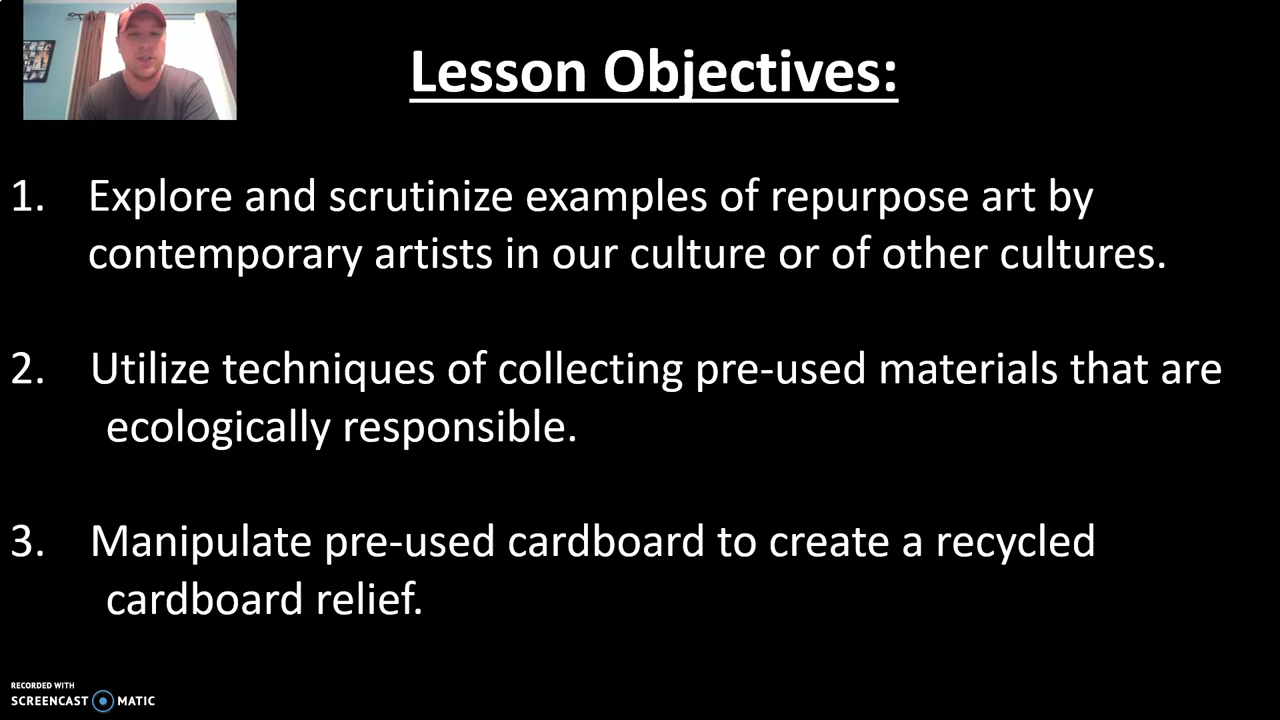 Lesson Objectives:
1. Explore and scrutinize examples of repurpose art by
contemporary artists in our culture or of other cultures.
2. Utilize techniques of collecting pre-used materials that are
ecologically responsible.
3. Manipulate pre-used cardboard to create a recycled
cardboard relief.
RECORDED WITH
SCREENCAST MATIC